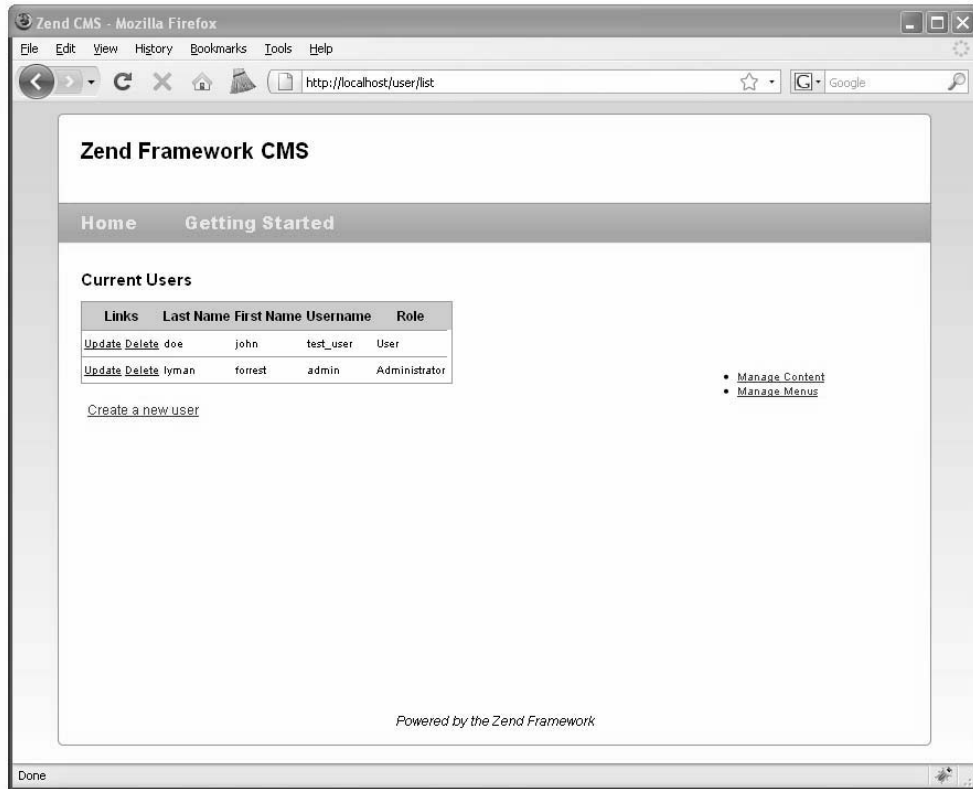 Zend CMS - Mozilla Firefox
File Edit View History Bookmarks Tools Help
http://localhost/user/list
G Google
Zend Framework CMS
Home Getting Started
Current Users
Links Last Name First Name Username Role
Update Delete doe john test_user User
Update Delete lyman forrest admin Administrator
Manage Content
Manage Menus
Create a new user
Powered by the Zend Framework
Done